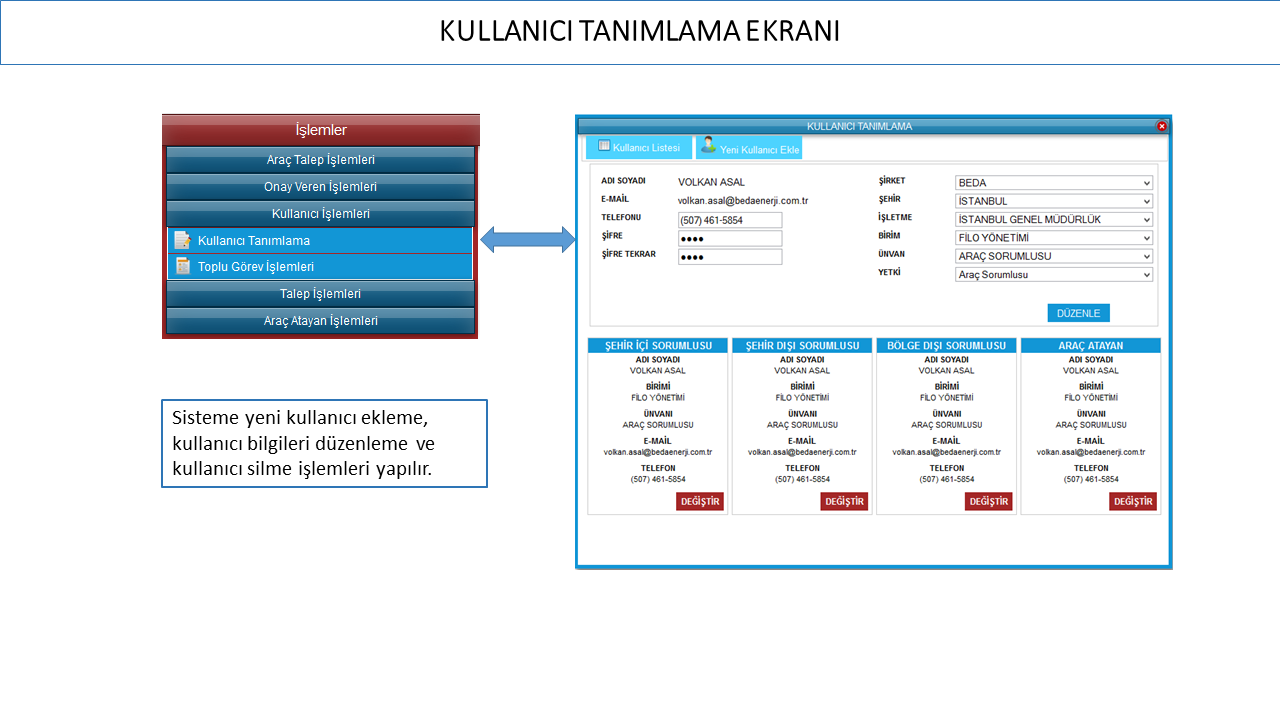 KULLANICI TANIMLAMA EKRANI
İşlemler
Araç Talep İşlemleri
Onay Veren İşlemleri
Kullanıcı İşlemleri
Kullanıcı Tanımlama
Toplu Görev İşlemleri
Talep İşlemleri
Araç Atayan İşlemleri
Sisteme yeni kullanıcı ekleme,
kullanıcı bilgileri düzenleme ve
kullanıcı silme işlemleri yapılır.
KULLANICI TANIMLAMA
Kullanıcı Listesi Yeni Kullanıcı Ekle
ADI SOYADI VOLKAN ASAL ŞİRKET BEDA
E-MAİL volkan.asal@bedaenerji.com.tr ŞEHİR İSTANBUL
TELEFONU (507) 461-5854 İŞLETME İSTANBUL GENEL MÜDÜRLÜK
ŞİFRE ●●●● BİRİM FİLO YÖNETİMİ
ŞİFRE TEKRAR ●●●● ÜNVAN ARAÇ SORUMLUSU
YETKİ Araç Sorumlusu
DÜZENLE
ŞEHİR İÇİ SORUMLUSU ŞEHİR DIŞI SORUMLUSU BÖLGE DIŞI SORUMLUSU ARAÇ ATAYAN
ADI SOYADI ADI SOYADI ADI SOYADI ADI SOYADI
VOLKAN ASAL VOLKAN ASAL VOLKAN ASAL VOLKAN ASAL
BİRİMİ BİRİMİ BİRİMİ BİRİMİ
FİLO YÖNETİMİ FİLO YÖNETİMİ FİLO YÖNETİMİ FİLO YÖNETİMİ
ÜNVANI ÜNVANI ÜNVANI ÜNVANI
ARAÇ SORUMLUSU ARAÇ SORUMLUSU ARAÇ SORUMLUSU ARAÇ SORUMLUSU
E-MAİL E-MAİL E-MAİL E-MAİL
volkan.asal@bedaenerji.com.tr volkan.asal@bedaenerji.com.tr volkan.asal@bedaenerji.com.tr volkan.asal@bedaenerji.com.tr
TELEFON TELEFON TELEFON TELEFON
(507) 461-5854 (507) 461-5854 (507) 461-5854 (507) 461-5854
DEĞİŞTİR DEĞİŞTİR DEĞİŞTİR DEĞİŞTİR